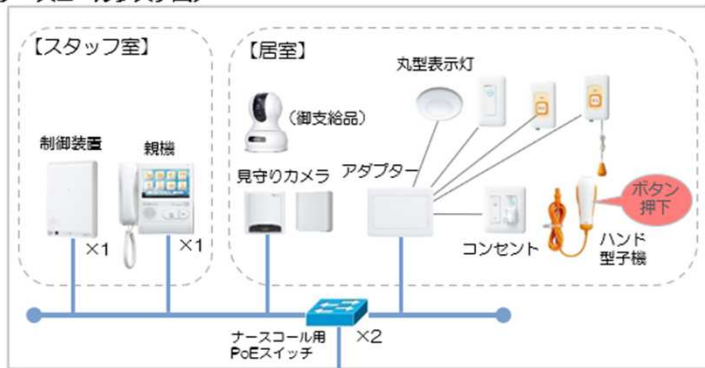 【スタッフ室】
【居室】
丸型表示灯
（御支給品）
制御装置
親機
見守りカメラ
アダプター
ボタン
押下
×1
×1
コンセント
ハンド
型子機
ナースコール用
PoEスイッチ
×2